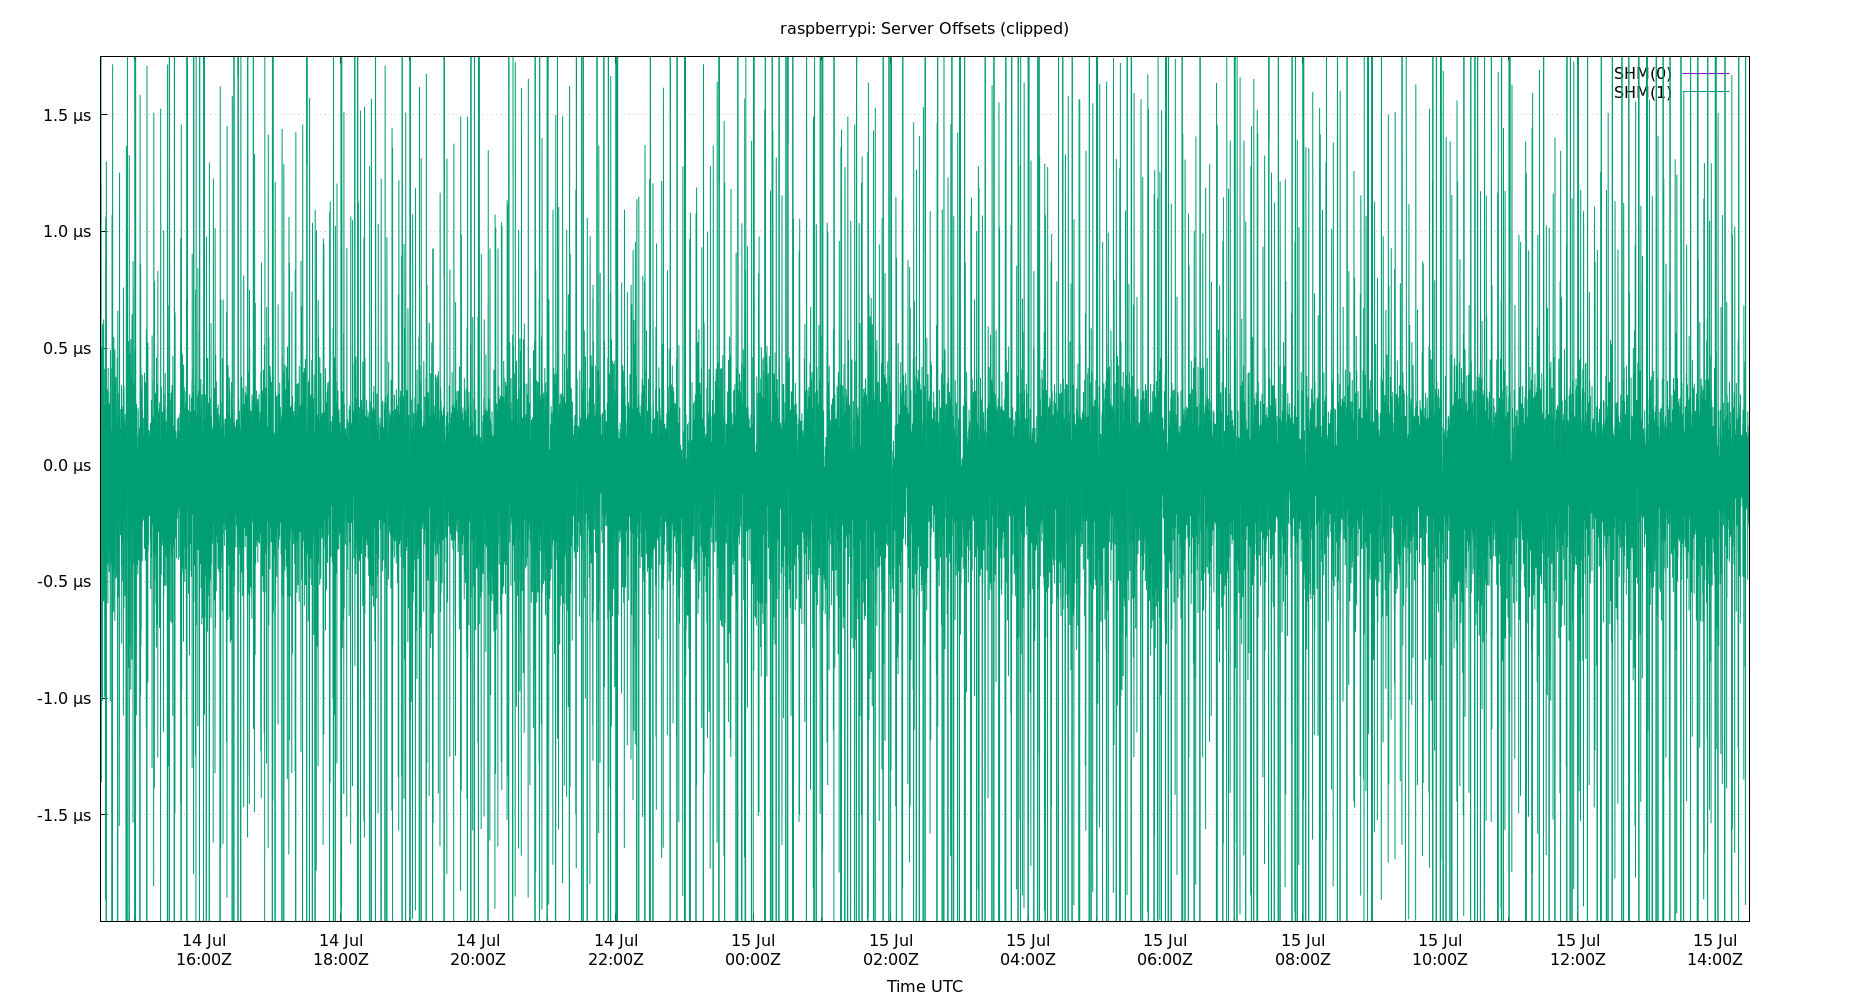 raspberrypi: Server Offsets (clipped)
SHM(0)
SHM(1)
1.5 µs
1.0 µs
0.5 µs
0.0 µs
-0.5 µs
-1.0 µs
-1.5 µs
14 Jul 14 Jul 14 Jul 14 Jul 15 Jul 15 Jul 15 Jul 15 Jul 15 Jul 15 Jul 15 Jul 15 Jul
16:00Z 18:00Z 20:00Z 22:00Z 00:00Z 02:00Z 04:00Z 06:00Z 08:00Z 10:00Z 12:00Z 14:00Z
Time UTC